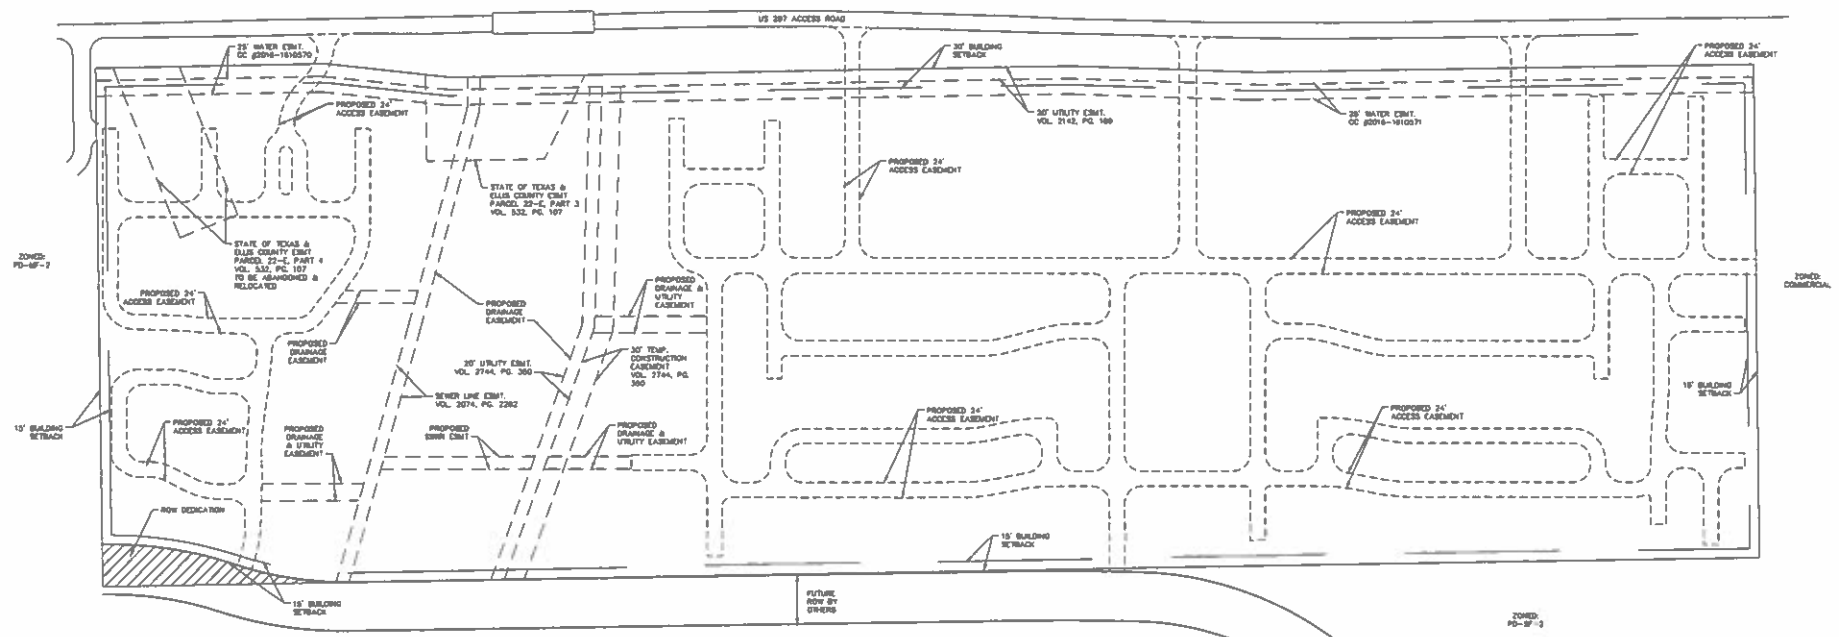 US 287 ACCESS ROAD
25' WATER ESMT.
CC #2016-1610570
30' BUILDING
SETBACK
PROPOSED 24'
ACCESS EASEMENT
PROPOSED 24'
ACCESS EASEMENT
30' UTILITY ESMT.
VOL. 2142, PG. 169
25' WATER ESMT.
CC #2016-1610571
PROPOSED 24'
ACCESS EASEMENT
STATE OF TEXAS &
ELLIS COUNTY ESMT
PARCEL 22-E, PART 3
VOL. 532, PG. 107
PROPOSED 24'
ACCESS EASEMENT
STATE OF TEXAS &
ELLIS COUNTY ESMT
PARCEL 22-E, PART 4
VOL. 532, PG. 107
TO BE ABANDONED &
RELOCATED
ZONED:
ZONED:
COMMERCIAL
PROPOSED 24'
ACCESS EASEMENT
PROPOSED
DRAINAGE &
UTILITY
EASEMENT
PROPOSED
DRAINAGE
EASEMENT
PROPOSED
DRAINAGE
EASEMENT
30' TEMP.
CONSTRUCTION
EASEMENT
VOL. 2744, PG.
350
20' UTILITY ESMT.
VOL. 2744, PG. 350
SEWER LINE ESMT.
VOL. 2074, PG. 2282
15' BUILDING
SETBACK
15' BUILDING
SETBACK
PROPOSED 24'
ACCESS EASEMENT
PROPOSED
DRAINAGE
& UTILITY
EASEMENT
PROPOSED
ESMT
PROPOSED
DRAINAGE &
UTILITY EASEMENT
PROPOSED 24'
ACCESS EASEMENT
PROPOSED 24'
ACCESS EASEMENT
ROW DEDICATION
15' BUILDING
SETBACK
15' BUILDING
SETBACK
FUTURE
ROW BY
OTHERS
ZONED: